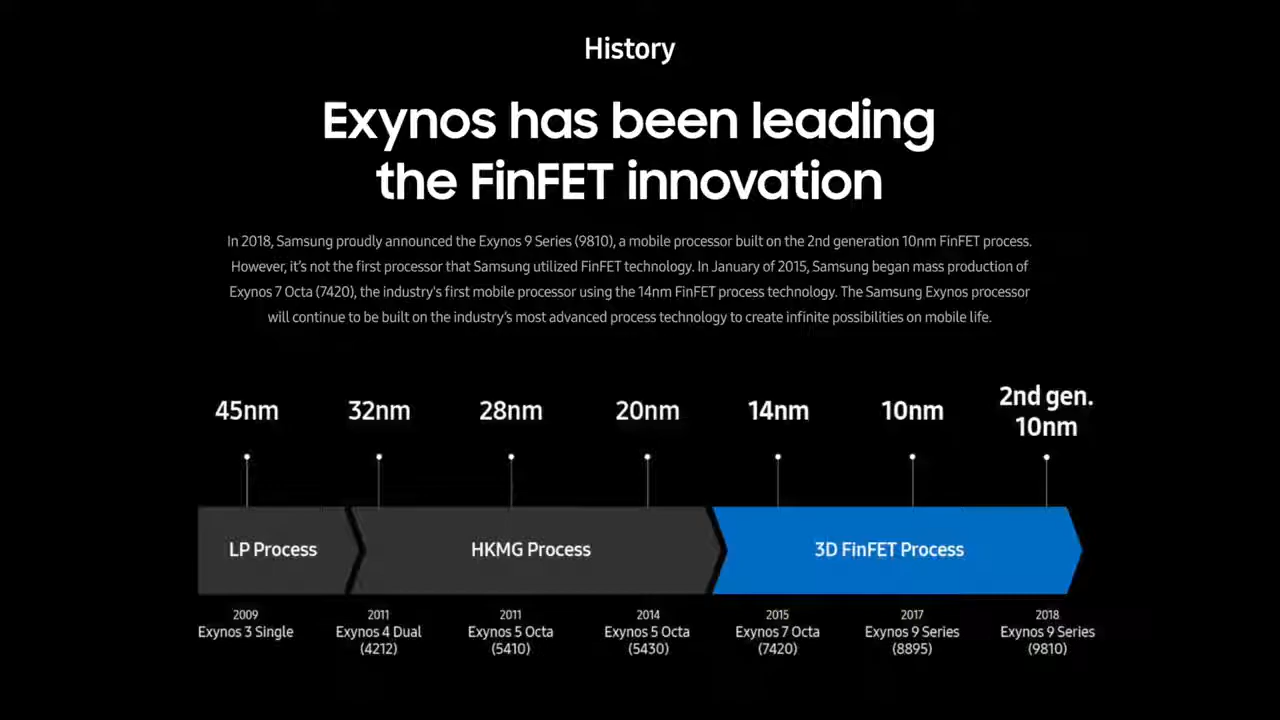 History
Exynos has been leading
the FinFET innovation
In 2018, Samsung proudly announced the Exynos 9 Series (9810), a mobile processor built on the 2nd generation 10nm FinFET process.
However, it's not the first processor that Samsung utilized FinFET technology. In January of 2015, Samsung began mass production of
Exynos 7 Octa (7420), the industry's first mobile processor using the 14nm FinFET process technology. The Samsung Exynos processor
will continue to be built on the industry's most advanced process technology to create infinite possibilities on mobile life.
45nm 32nm 28nm 20nm 14nm 10nm 2nd gen.
10nm
LP Process HKMG Process 3D FinFET Process
2009 2011 2011 2014 2015 2017 2018
Exynos 3 Single Exynos 4 Dual Exynos 5 Octa Exynos 5 Octa Exynos 7 Octa Exynos 9 Series Exynos 9 Series
(4212) (5410) (5430) (7420) (8895) (9810)